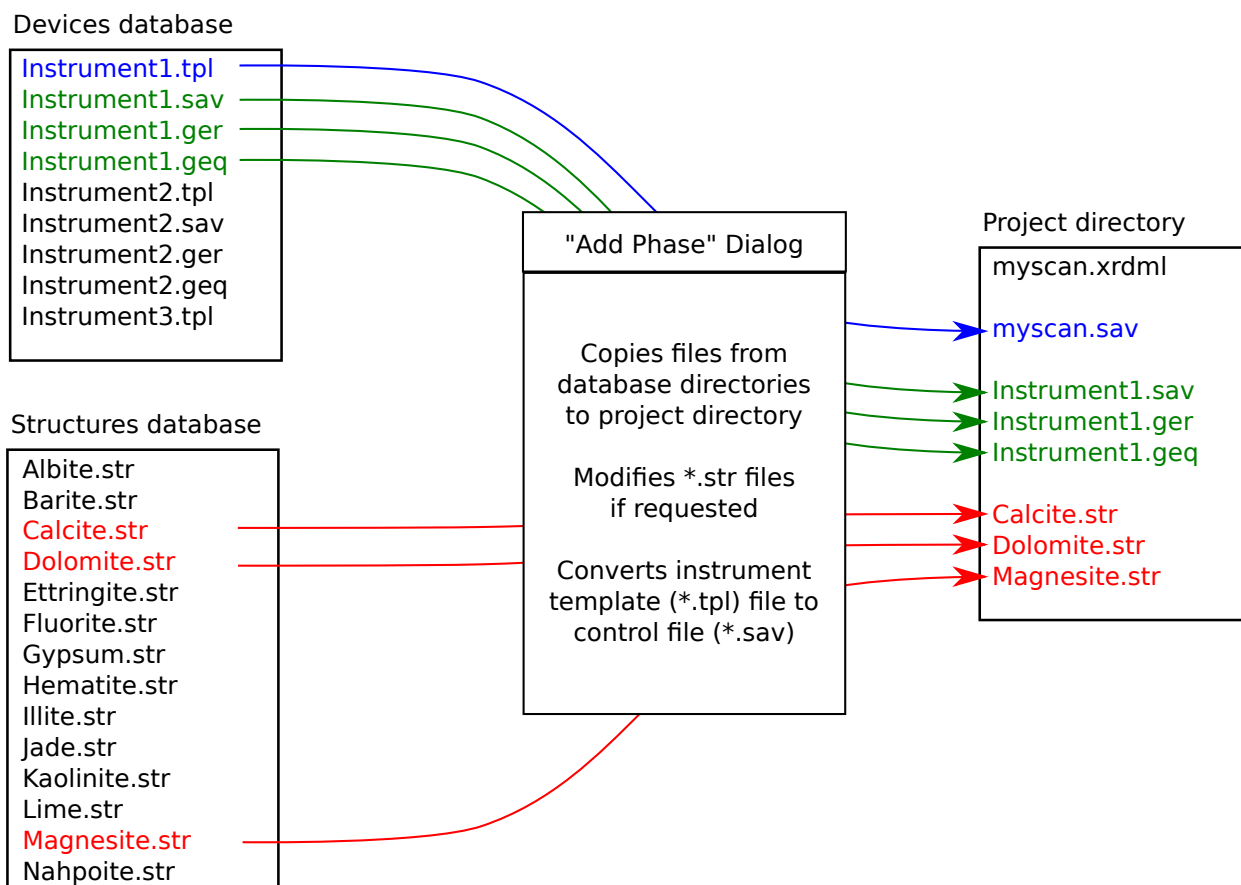 Devices database
Instrument1.tpl
Instrument1.sav
Instrument1.ger
Instrument1.geq
Instrument2.tpl
Instrument2.sav
Instrument2.ger
Instrument2.geq
Instrument3.tpl
Structures database
Albite.str
Barite.str
Calcite.str
Dolomite.str
Ettringite.str
Fluorite.str
Gypsum.str
Hematite.str
Illite.str
Jade.str
Kaolinite.str
Lime.str
Magnesite.str
Nahpoite.str
"Add Phase" Dialog
Copies files from
database directories
to project directory
Modifies *.str files
if requested
Converts instrument
template (*.tpl) file to
control file (*.sav)
Project directory
myscan.xrdml
myscan.sav
Instrument1.sav
Instrument1.ger
Instrument1.geq
Calcite.str
Dolomite.str
Magnesite.str